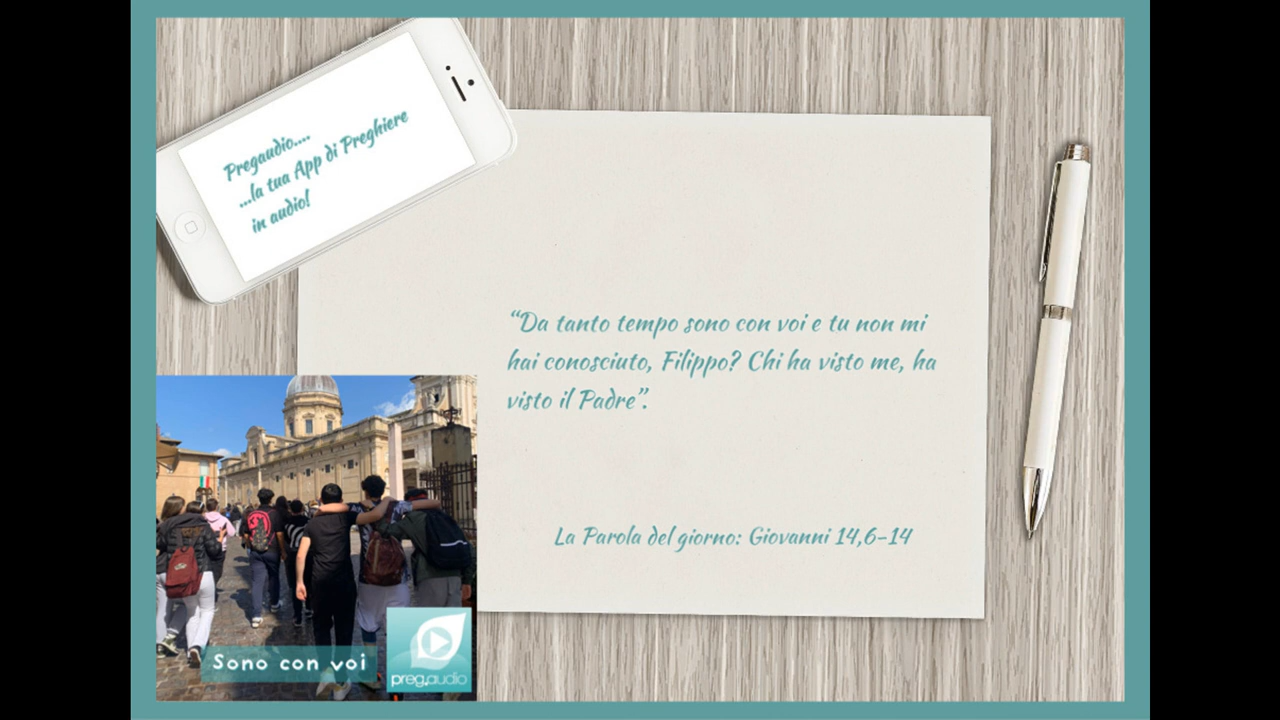 Pregaudio....
...la tua App di Preghiere
in audio!
“Da tanto tempo sono con voi e tu non mi
hai conosciuto, Filippo? Chi ha visto me, ha
visto il Padre”.
La Parola del giorno: Giovanni 14,6-14
Sono con voi
preg.audio